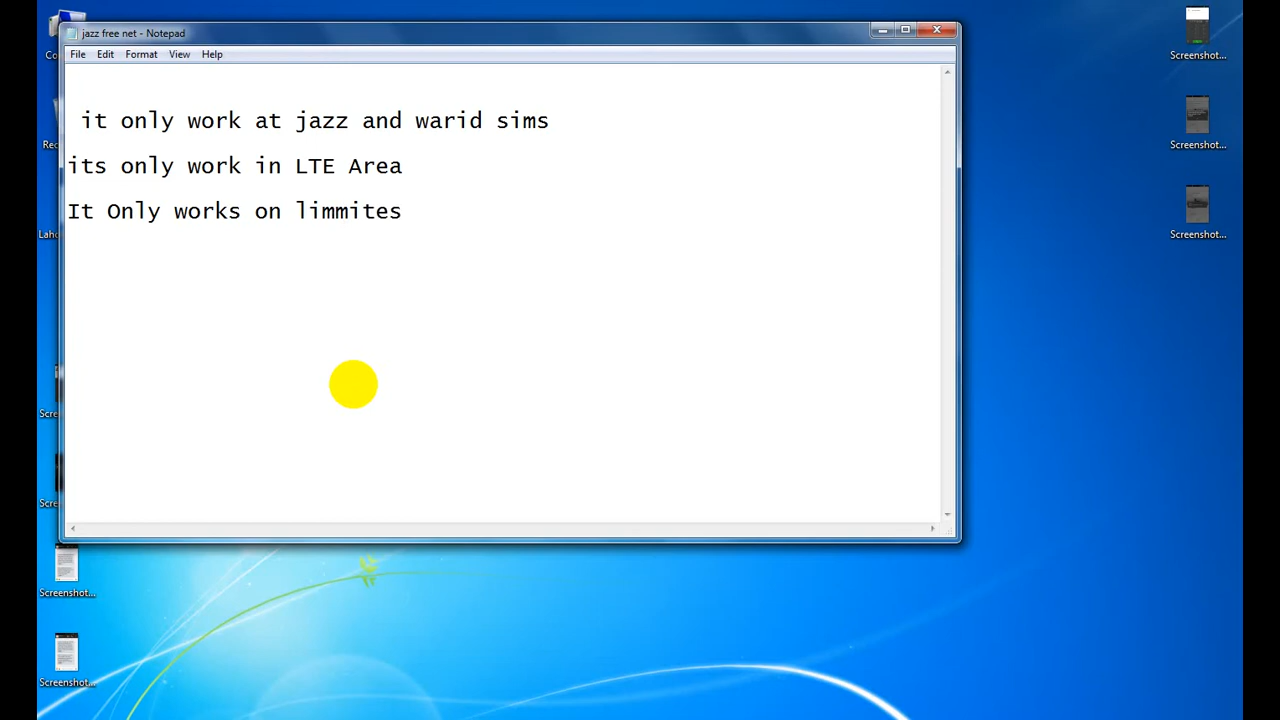 jazz free net - Notepad
File Edit Format View Help
it only work at jazz and warid sims
its only work in LTE Area
It Only works on limmites
Screenshot...
Screenshot...
Screenshot...
Screenshot...
Screenshot...